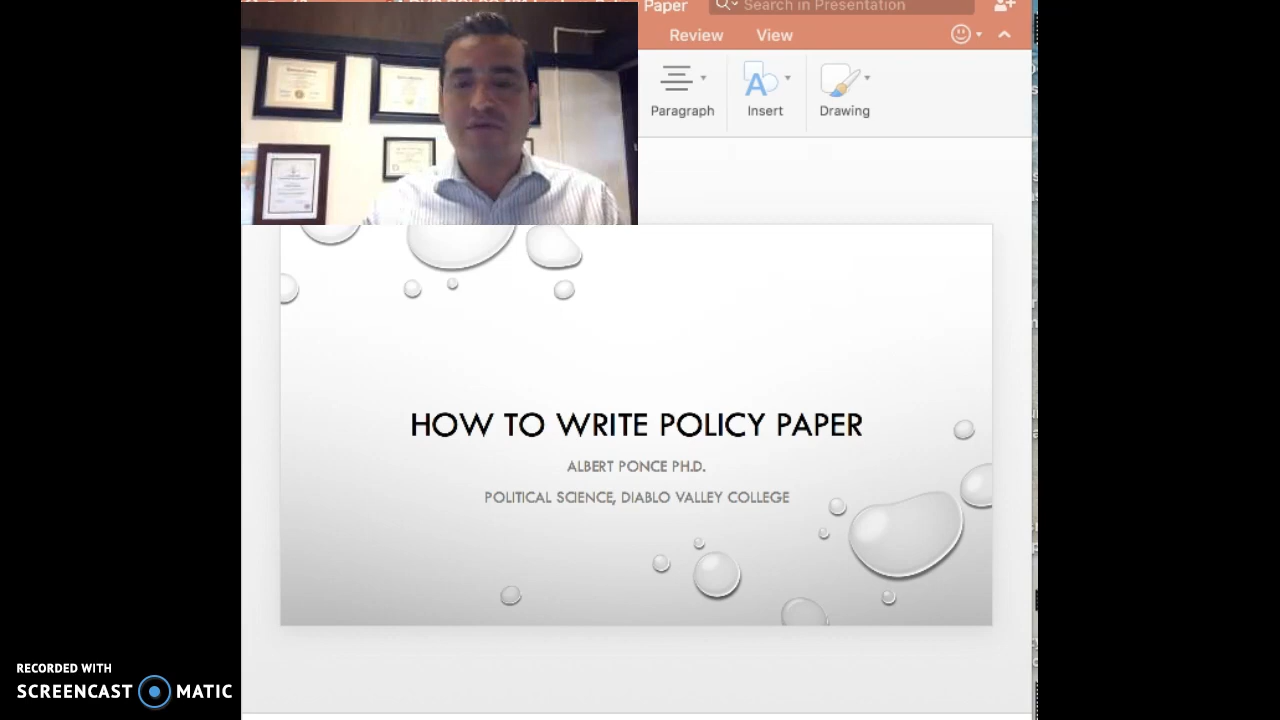 Paper
Search in Presentation
Review View
Paragraph Insert Drawing
HOW TO WRITE POLICY PAPER
ALBERT PONCE PH.D.
POLITICAL SCIENCE, DIABLO VALLEY COLLEGE
RECORDED WITH
SCREENCAST MATIC